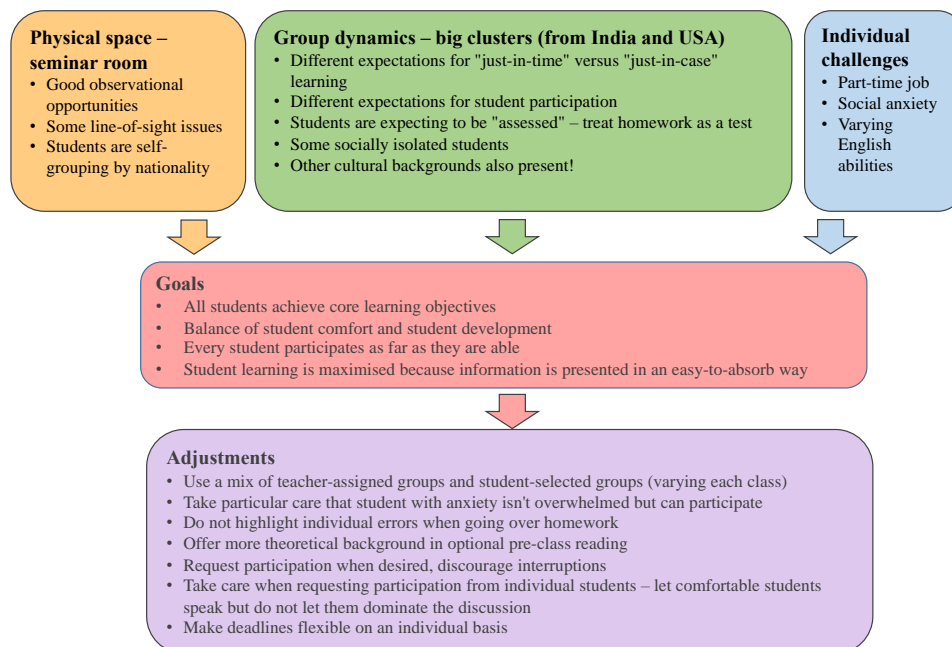 Physical space –
seminar room
• Good observational
opportunities
• Some line-of-sight issues
• Students are self-
grouping by nationality
Group dynamics – big clusters (from India and USA)
• Different expectations for "just-in-time" versus "just-in-case"
learning
• Different expectations for student participation
• Students are expecting to be "assessed" – treat homework as a test
• Some socially isolated students
• Other cultural backgrounds also present!
Individual
challenges
• Part-time job
• Social anxiety
• Varying
English
abilities
Goals
• All students achieve core learning objectives
• Balance of student comfort and student development
• Every student participates as far as they are able
• Student learning is maximised because information is presented in an easy-to-absorb way
Adjustments
• Use a mix of teacher-assigned groups and student-selected groups (varying each class)
• Take particular care that student with anxiety isn't overwhelmed but can participate
• Do not highlight individual errors when going over homework
• Offer more theoretical background in optional pre-class reading
• Request participation when desired, discourage interruptions
• Take care when requesting participation from individual students – let comfortable students
speak but do not let them dominate the discussion
• Make deadlines flexible on an individual basis